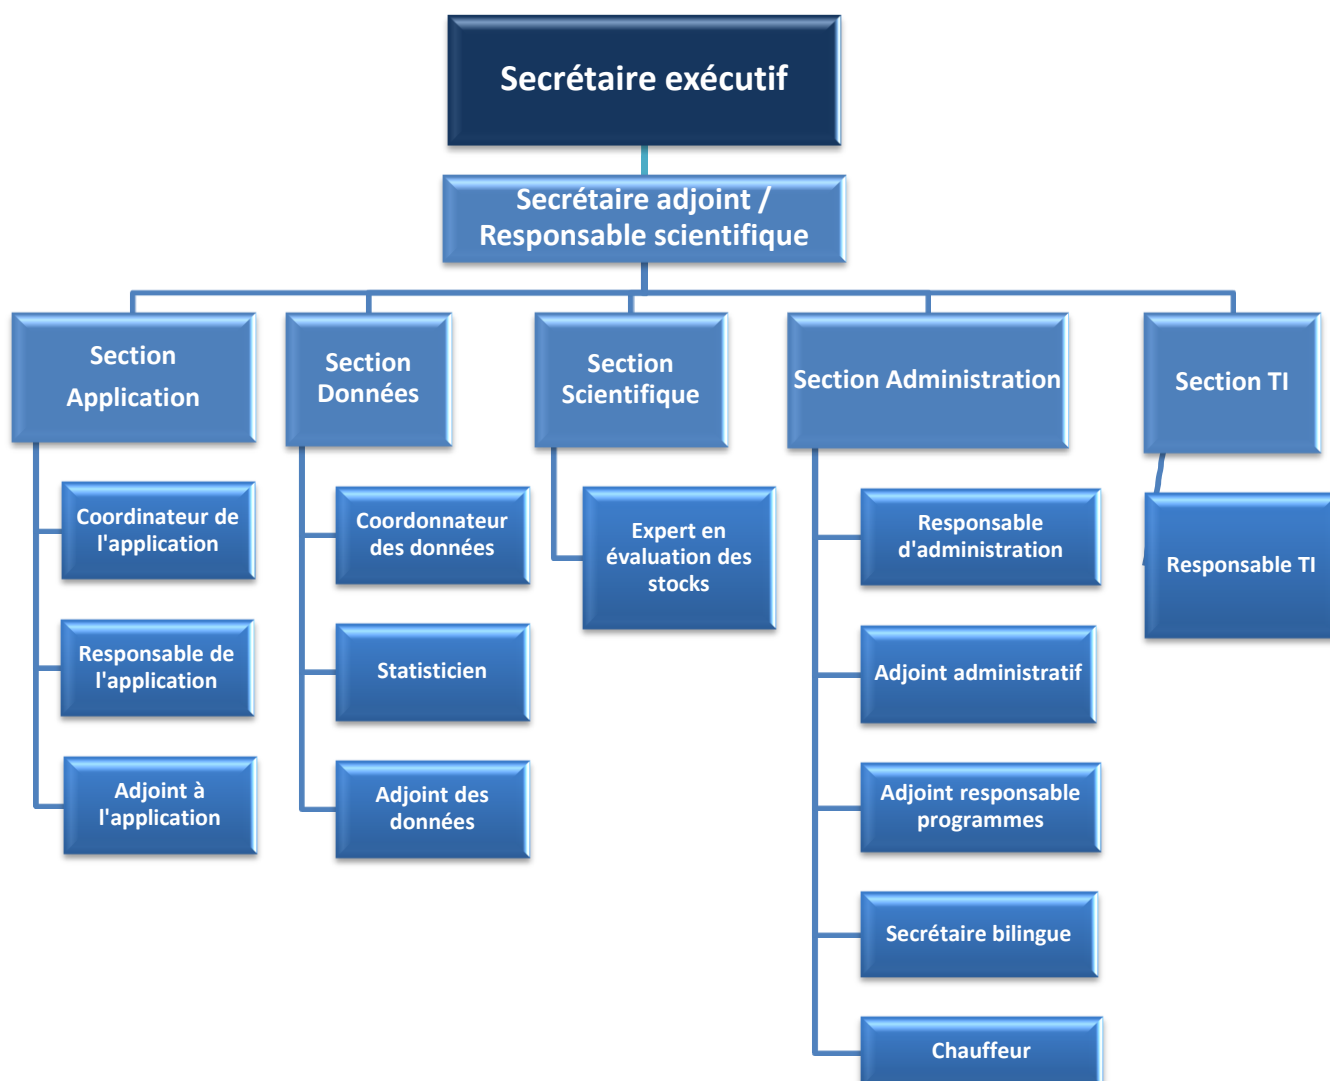 Secrétaire exécutif
Secrétaire adjoint /
Responsable scientifique
Section
Application
Section
Données
Section
Scientifique
Section Administration
Section TI
Coordinateur de
l'application
Responsable de
l'application
Adjoint à
l'application
Coordonnateur
des données
Statisticien
Adjoint des
données
Expert en
évaluation des
stocks
Responsable
d'administration
Adjoint administratif
Adjoint responsable
programmes
Secrétaire bilingue
Chauffeur
Responsable TI